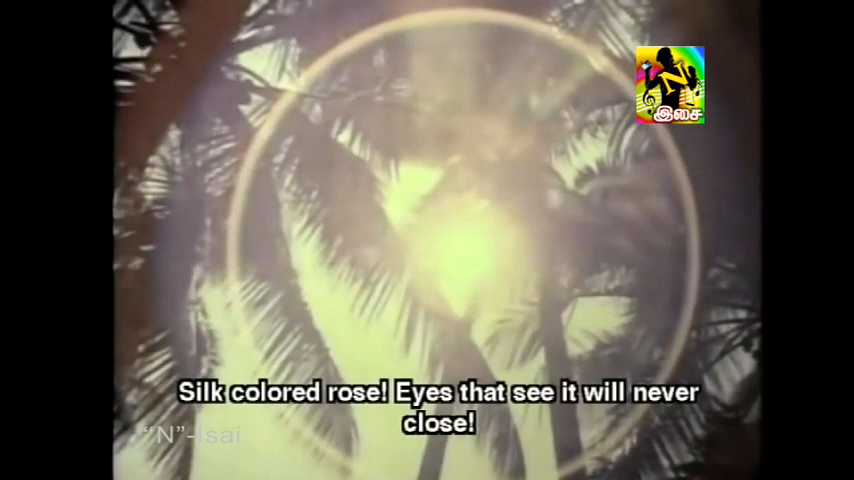 N
இசை
Silk colored rose! Eyes that see it will never
close!
"N"-Isai